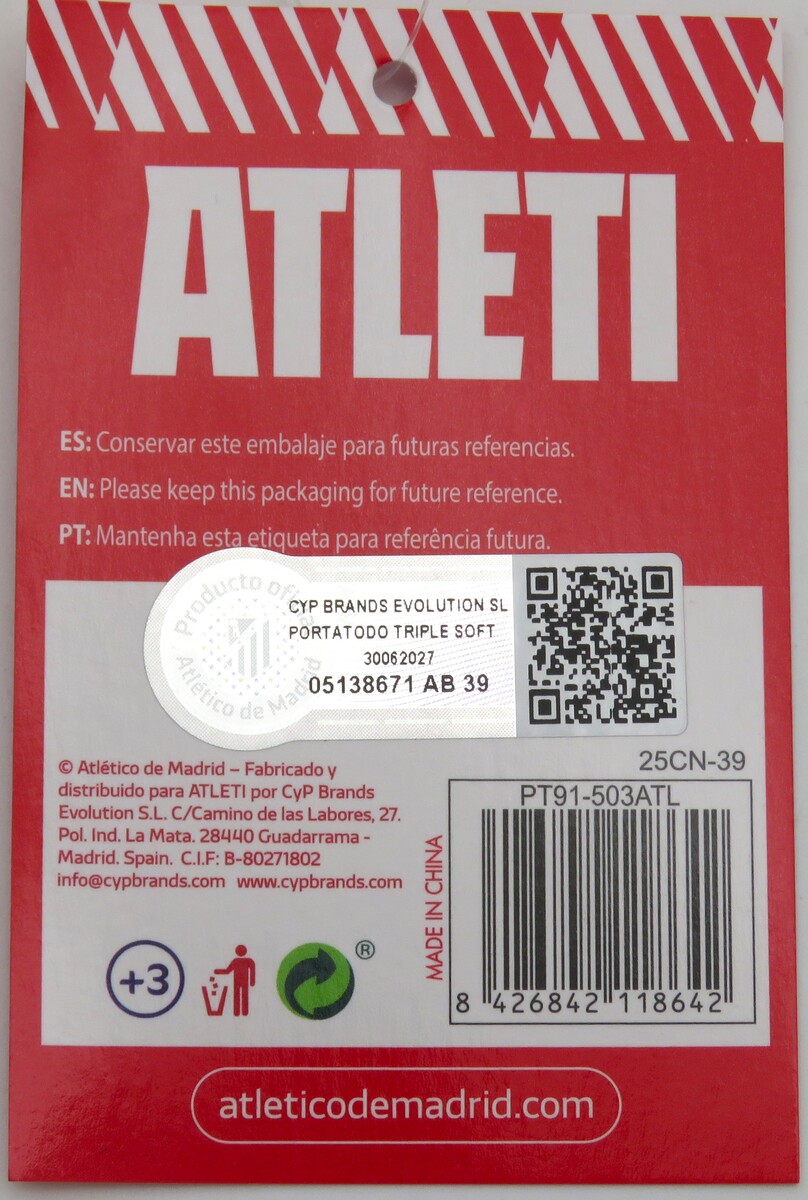 ATLETI
ES: Conservar este embalaje para futuras referencias.
EN: Please keep this packaging for future reference.
PT: Mantenha esta etiqueta para referência futura.
Producto oficial
Atlético de Madrid
CYP BRANDS EVOLUTION SL
PORTATODO TRIPLE SOFT
30062027
05138671 AB 39
© Atlético de Madrid – Fabricado y
distribuido para ATLETI por CyP Brands
Evolution S.L. C/Camino de las Labores, 27.
Pol. Ind. La Mata. 28440 Guadarrama -
Madrid. Spain. C.I.F: B-80271802
info@cypbrands.com www.cypbrands.com
25CN-39
PT91-503ATL
MADE IN CHINA
8 426842 118642
+3
®
atleticodemadrid.com